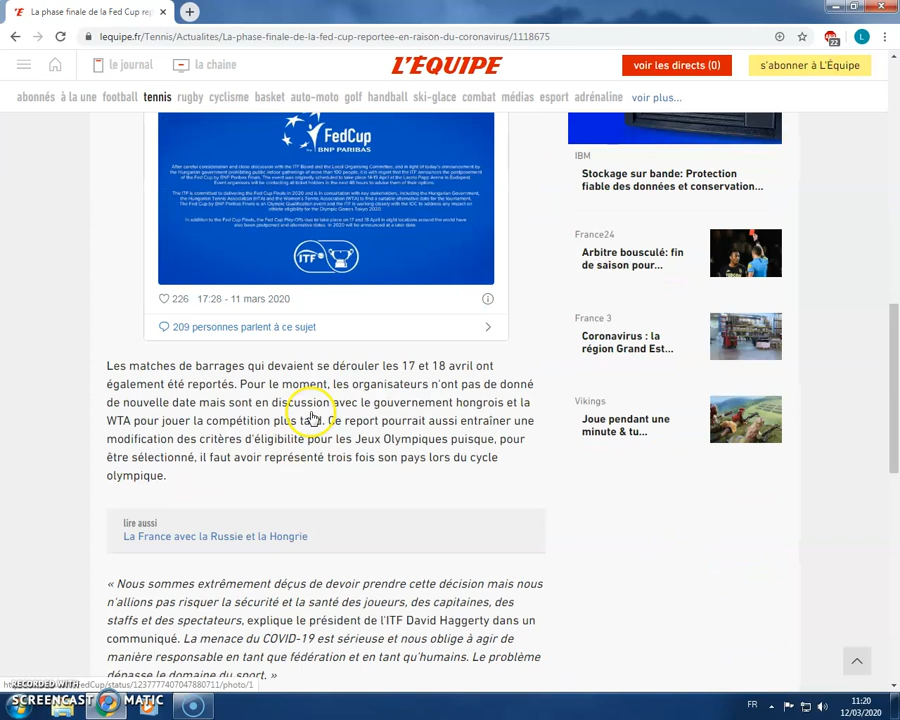 La phase finale de la Fed Cup rep
lequipe.fr/Tennis/Actualites/La-phase-finale-de-la-fed-cup-reportee-en-raison-du-coronavirus/1118675
22
L
le journal
la chaine
L'ÉQUIPE
voir les directs (0)
s'abonner à L'Équipe
abonnés à la une football tennis rugby cyclisme basket auto-moto golf handball ski-glace combat médias esport adrénaline voir plus...
FedCup
BNP PARIBAS
ITF
226 17:28 - 11 mars 2020
209 personnes parlent à ce sujet
Les matches de barrages qui devaient se dérouler les 17 et 18 avril ont
également été reportés. Pour le moment, les organisateurs n'ont pas de donné
de nouvelle date mais sont en discussion avec le gouvernement hongrois et la
WTA pour jouer la compétition plus tard. Ce report pourrait aussi entraîner une
modification des critères d'éligibilité pour les Jeux Olympiques puisque, pour
être sélectionné, il faut avoir représenté trois fois son pays lors du cycle
olympique.
lire aussi
La France avec la Russie et la Hongrie
« Nous sommes extrêmement déçus de devoir prendre cette décision mais nous
n'allions pas risquer la sécurité et la santé des joueurs, des capitaines, des
staffs et des spectateurs, explique le président de l'ITF David Haggerty dans un
communiqué. La menace du COVID-19 est sérieuse et nous oblige à agir de
manière responsable en tant que fédération et en tant qu'humains. Le problème
dépasse le domaine du sport. »
IBM
Stockage sur bande: Protection
fiable des données et conservation...
France24
Arbitre bousculé: fin
de saison pour...
France 3
Coronavirus : la
région Grand Est...
Vikings
Joue pendant une
minute & tu...
RECORDED WITH
SCREENCAST MATIC
FR
11:20
12/03/2020